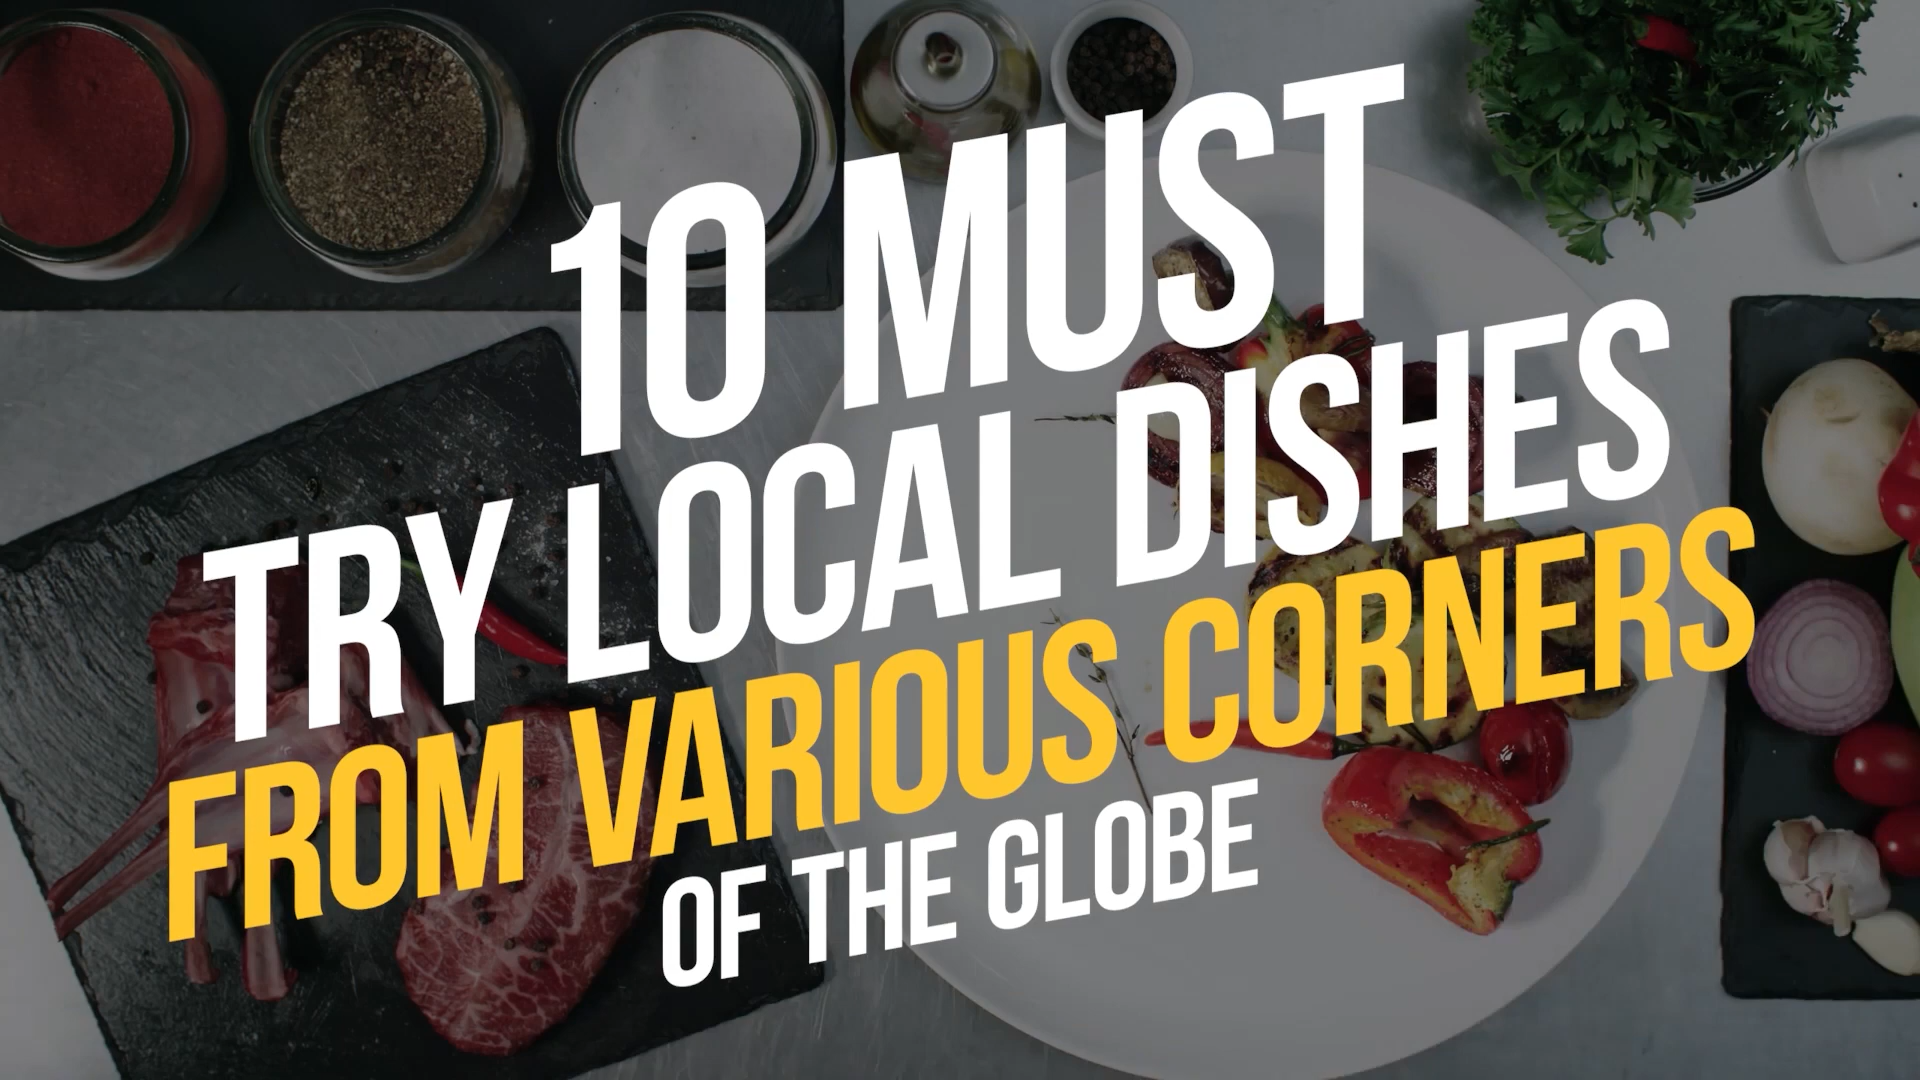 10 MUST
TRY LOCAL DISHES
FROM VARIOUS CORNERS
OF THE GLOBE